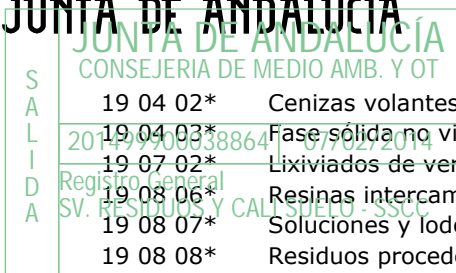 JUNTA DE ANDALUCIA
JUNTA DE ANDALUCÍA
CONSEJERIA DE MEDIO AMB. Y OT
SALIDA
19 04 02* Cenizas volantes
19 04 03* Fase sólida no vi
201499900038864 07/02/2014
19 07 02* Lixiviados de ver
Registro General
19 08 06* Resinas intercam
SV. RESIDUOS Y CALI SUELO - SSCC
19 08 07* Soluciones y lodo
19 08 08* Residuos procede